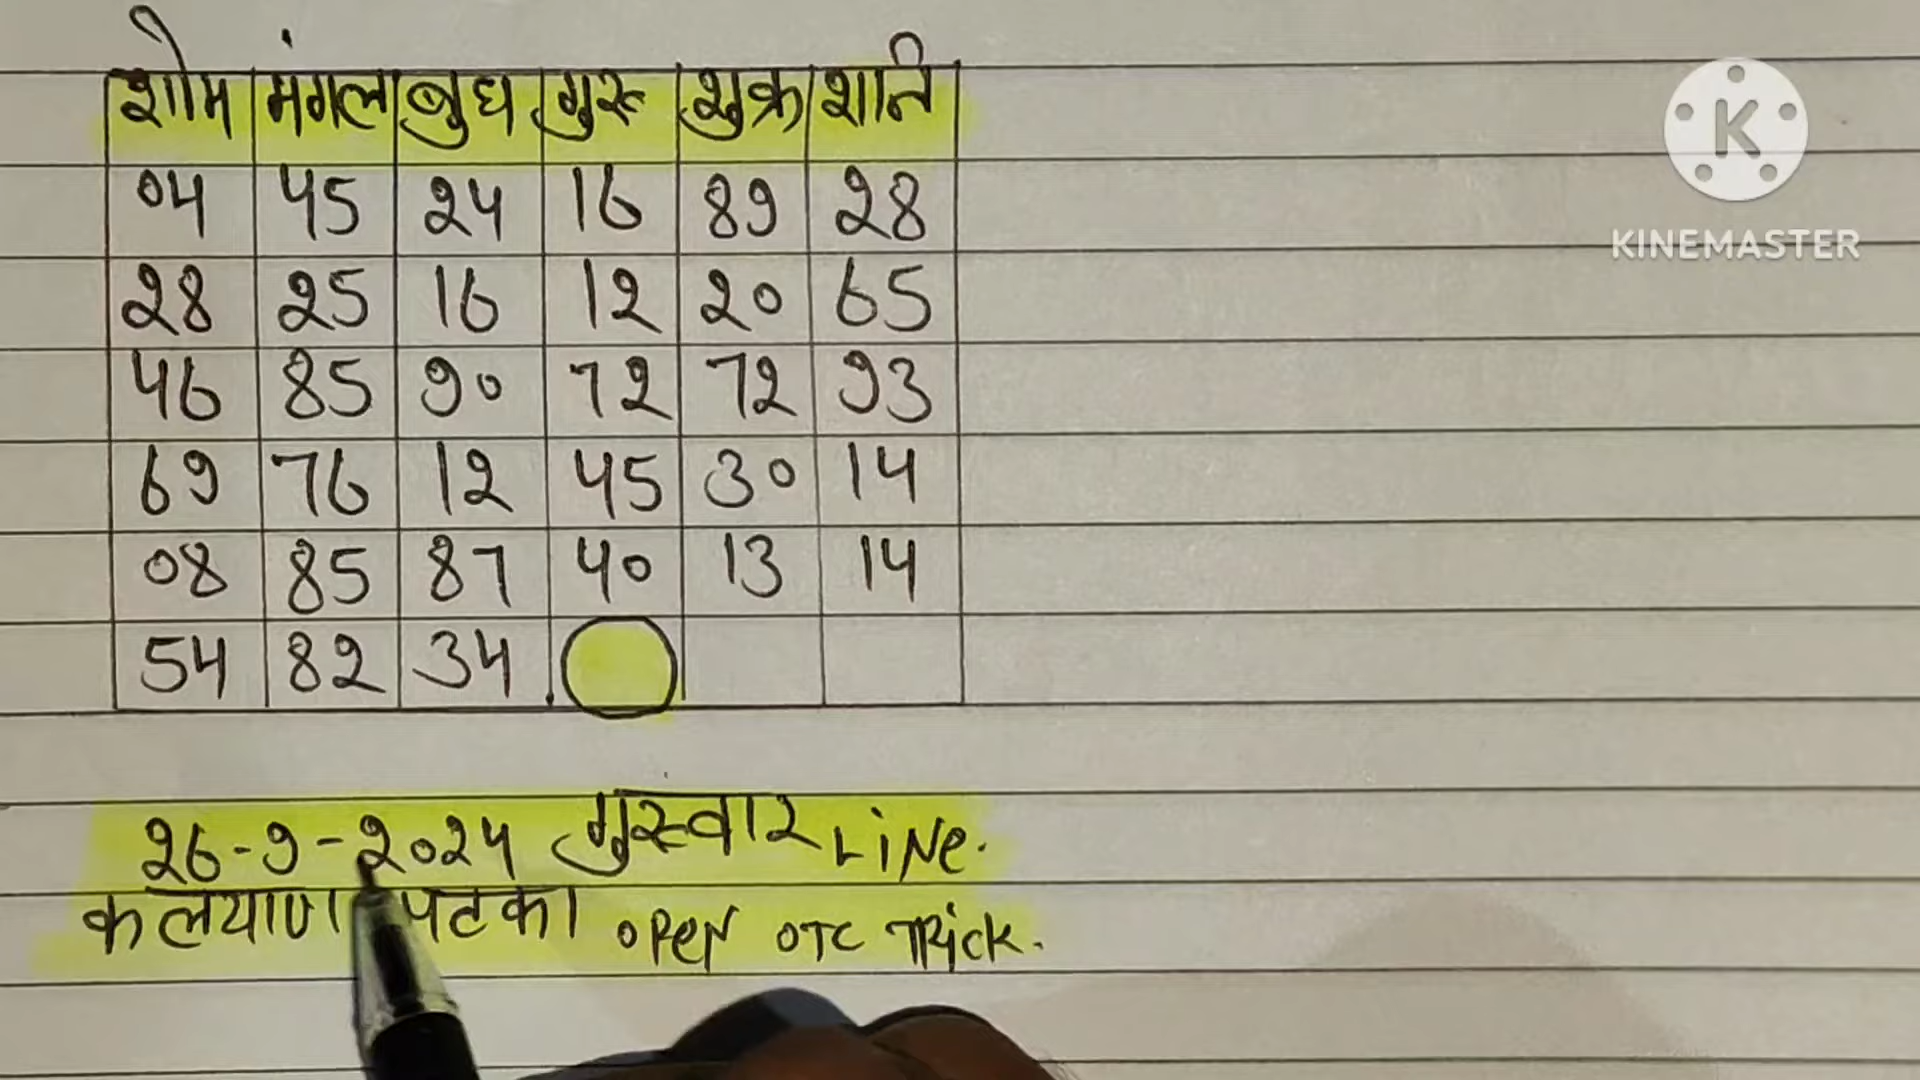 शोम मंगल बुध गुरु शुक्र शनि
04 45 24 16 89 28
28 25 16 12 20 65
46 85 90 72 72 93
69 76 12 45 30 14
08 85 87 40 13 14
54 82 34
26-9-2024 गुरुवार LiNe.
कल्याण पटका OPEN OTC TRick.
K
KINEMASTER